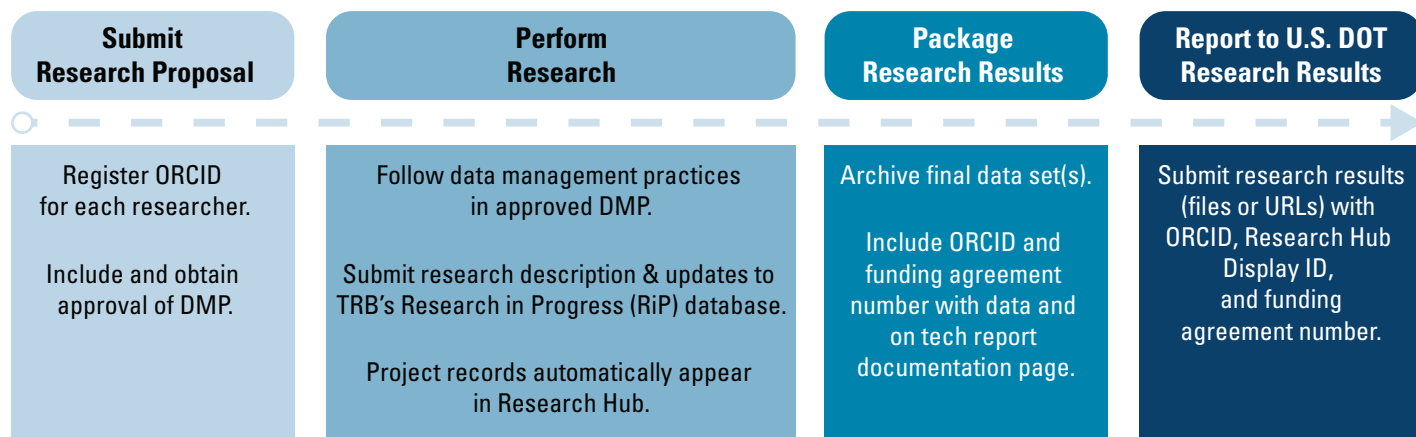 Submit
Research Proposal
Perform
Research
Package
Research Results
Report to U.S. DOT
Research Results
Register ORCID
for each researcher.
Include and obtain
approval of DMP.
Follow data management practices
in approved DMP.
Submit research description & updates to
TRB's Research in Progress (RiP) database.
Project records automatically appear
in Research Hub.
Archive final data set(s).
Include ORCID and
funding agreement
number with data and
on tech report
documentation page.
Submit research results
(files or URLs) with
ORCID, Research Hub
Display ID,
and funding
agreement number.